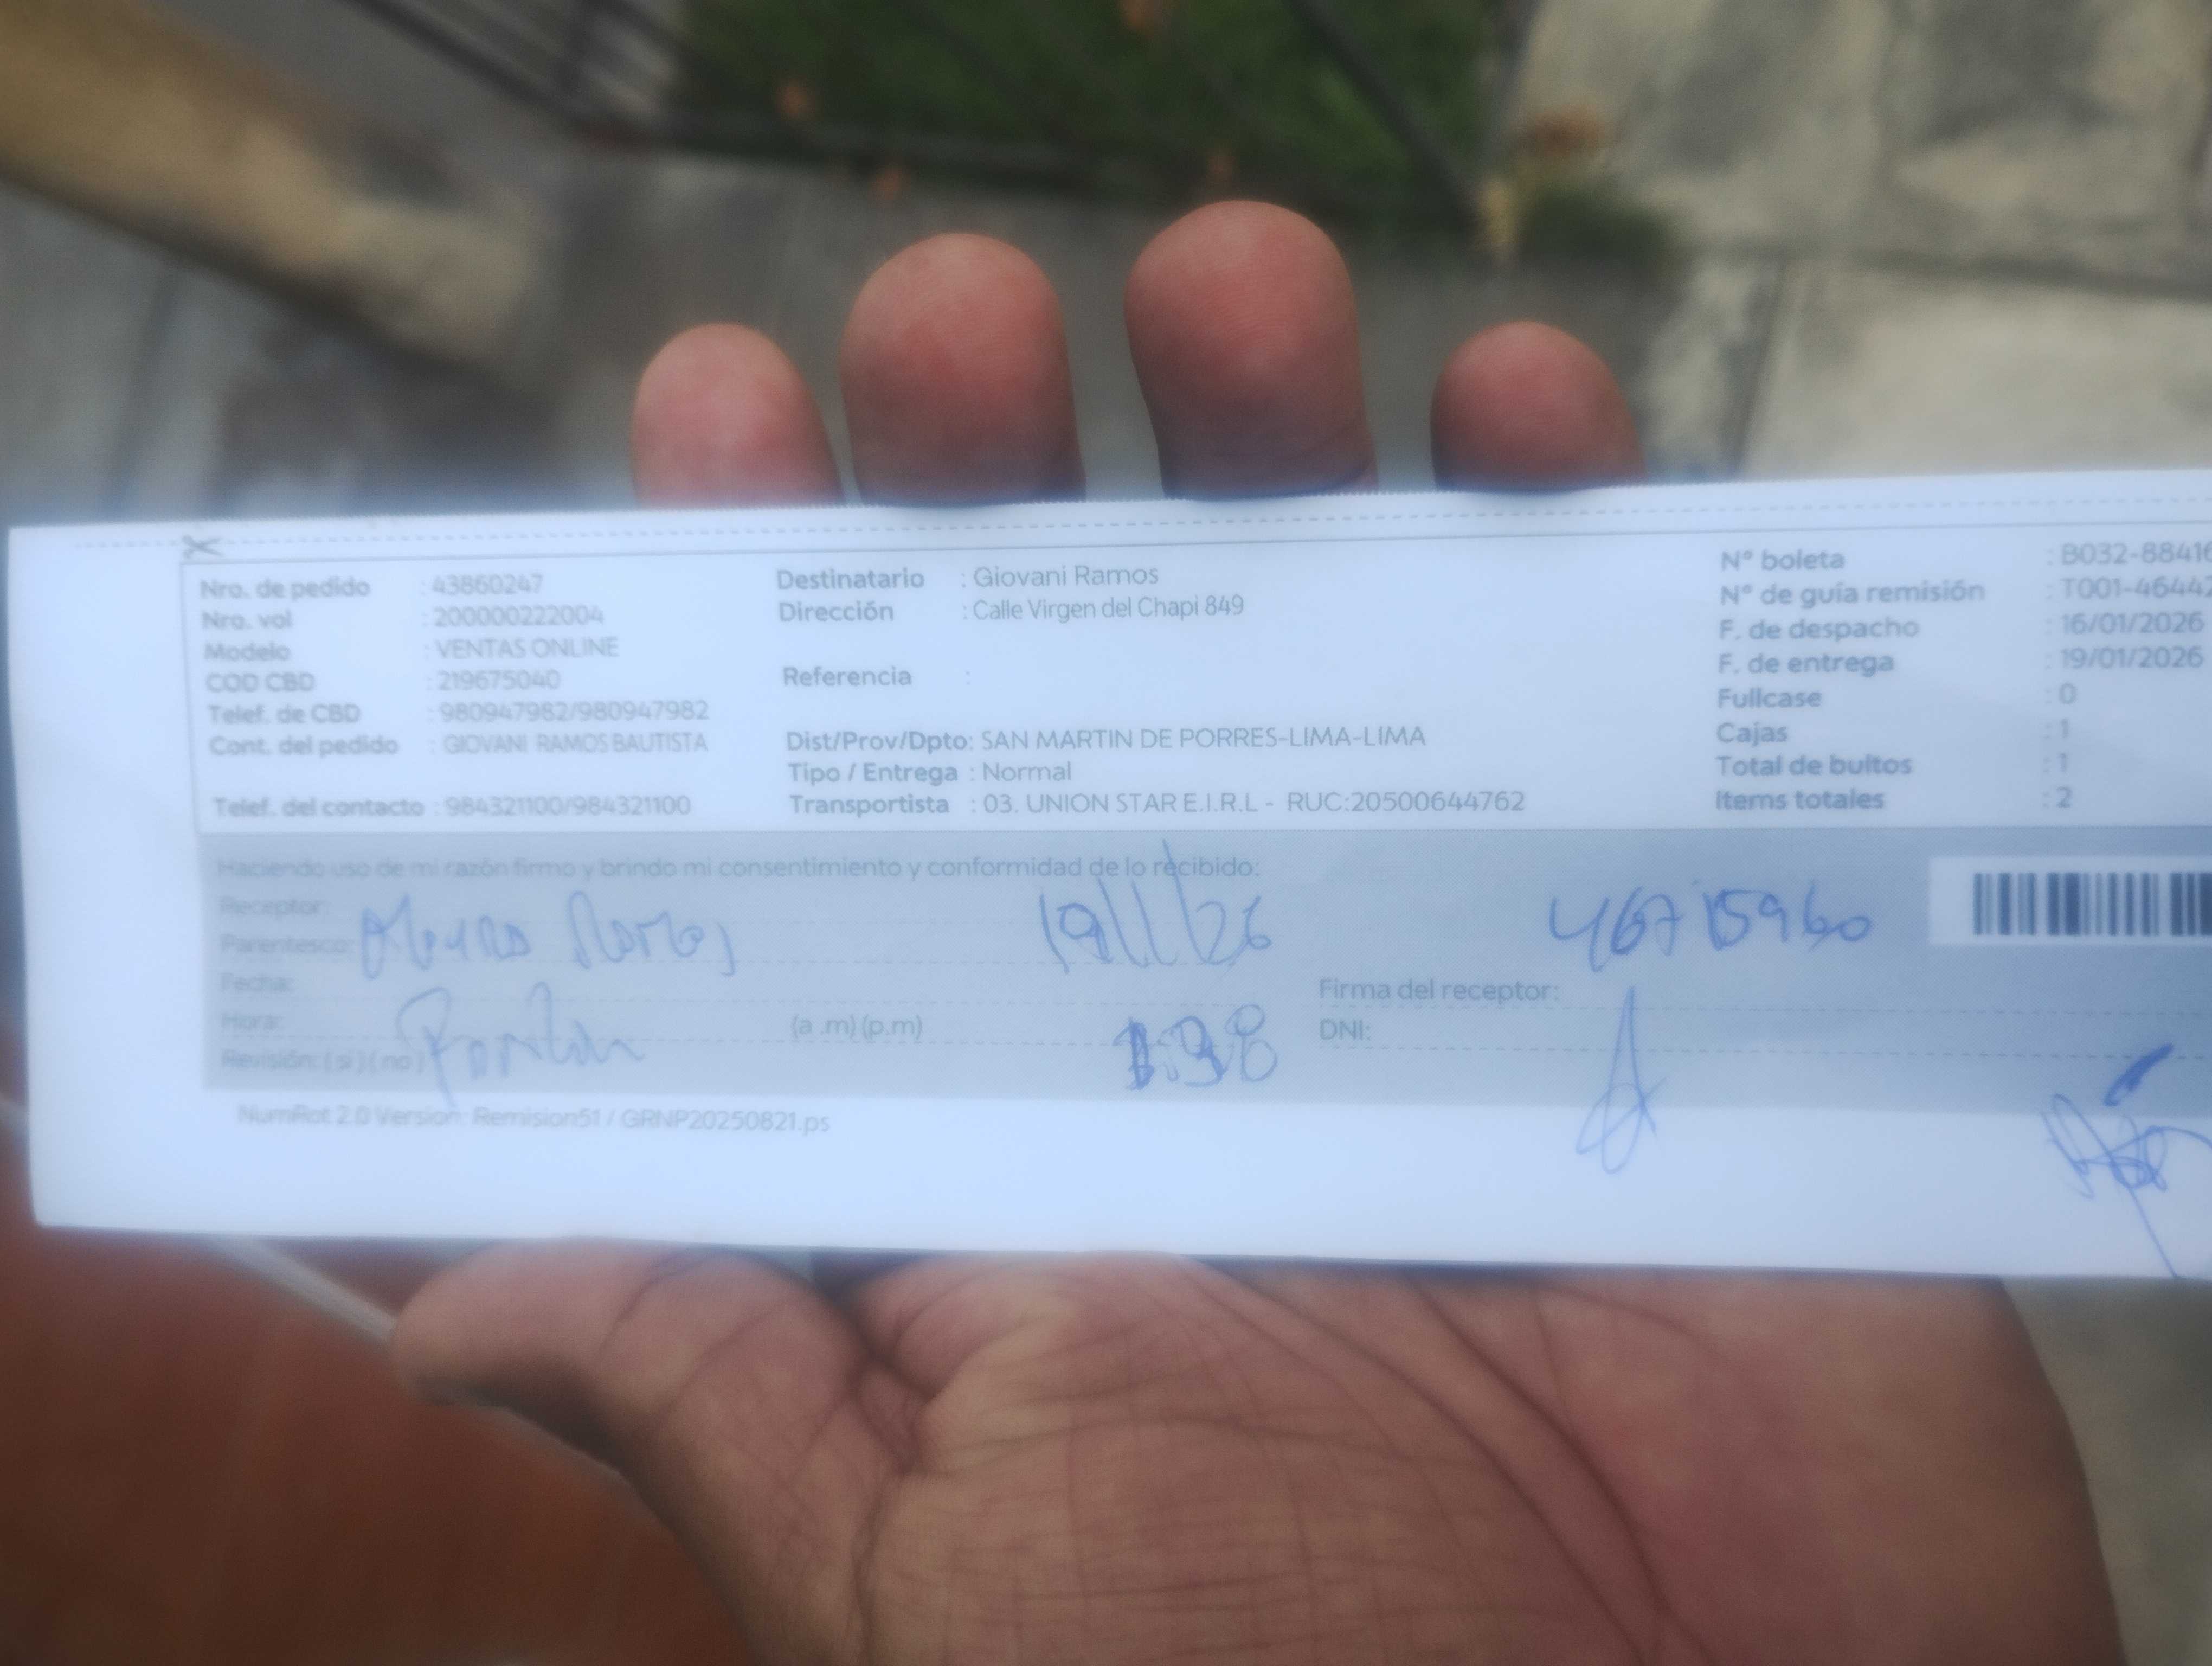 Nro. de pedido : 43860247
Nro. vol : 200000222004
Modelo : VENTAS ONLINE
COD CBD : 219675040
Telef. de CBD : 980947982/980947982
Cont. del pedido : GIOVANI RAMOS BAUTISTA
Telef. del contacto : 984321100/984321100
Destinatario : Giovani Ramos
Dirección : Calle Virgen del Chapi 849
Referencia :
Dist/Prov/Dpto: SAN MARTIN DE PORRES-LIMA-LIMA
Tipo / Entrega : Normal
Transportista : 03. UNION STAR E.I.R.L - RUC:20500644762
N° boleta : B032-88416
N° de guía remisión : T001-46442
F. de despacho : 16/01/2026
F. de entrega : 19/01/2026
Fullcase : 0
Cajas : 1
Total de bultos : 1
Items totales : 2
Haciendo uso de mi razón firmo y brindo mi consentimiento y conformidad de lo recibido:
Receptor:
Parentesco:
19/1/26
Fecha:
Hora: (a .m) (p.m)
Revisión: ( si ) ( no )
Firma del receptor:
DNI:
NumRot 2.0 Version: Remision51 / GRNP20250821.ps